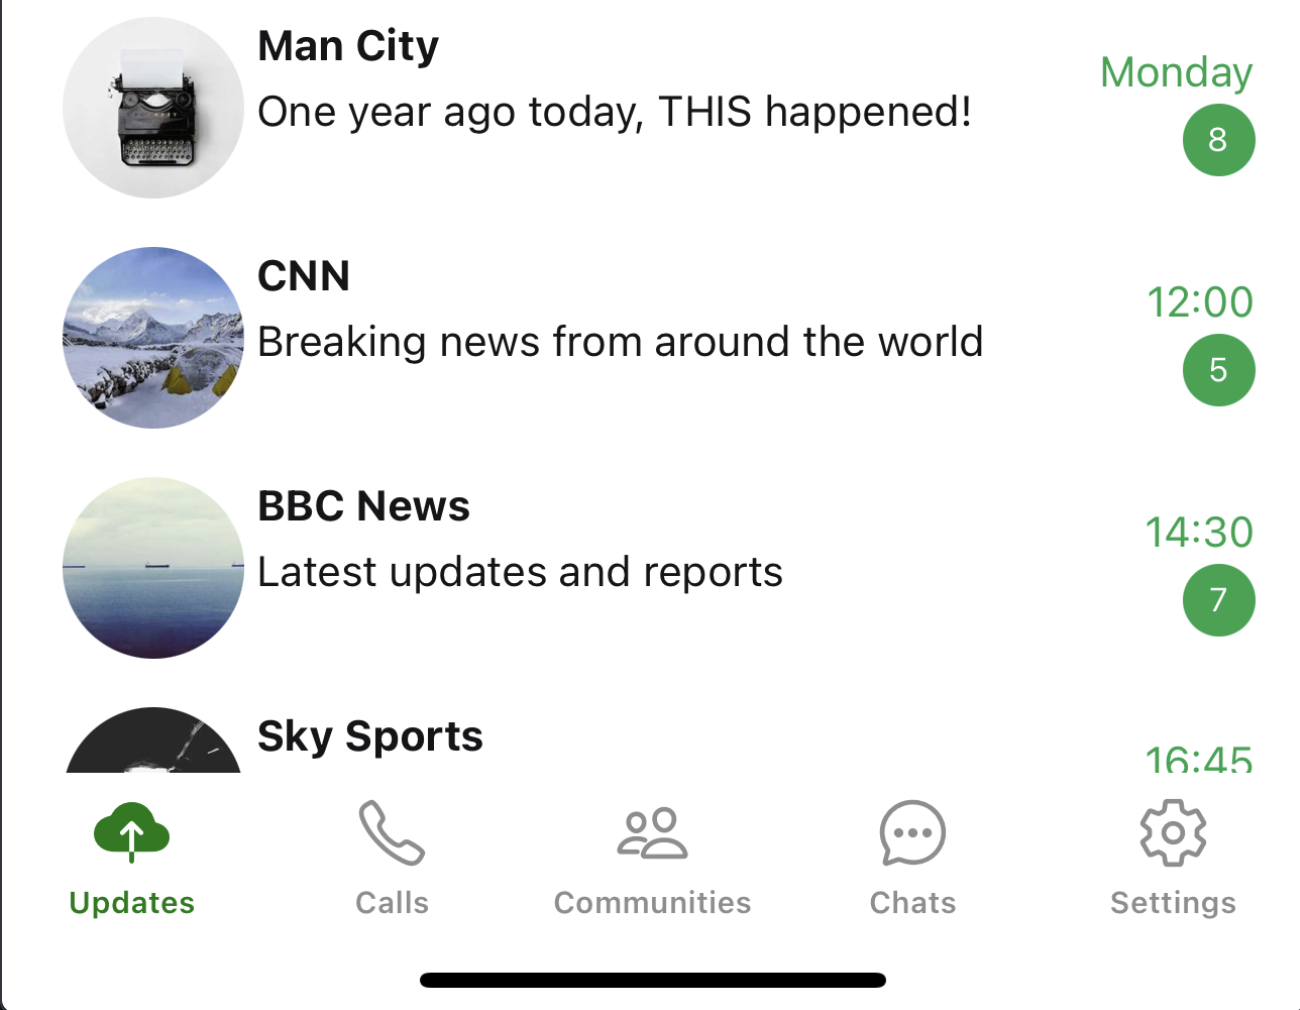 Man City
Monday
One year ago today, THIS happened!
8
CNN
12:00
Breaking news from around the world
5
BBC News
14:30
Latest updates and reports
7
Sky Sports
16:45
Updates
Calls
Communities
Chats
Settings